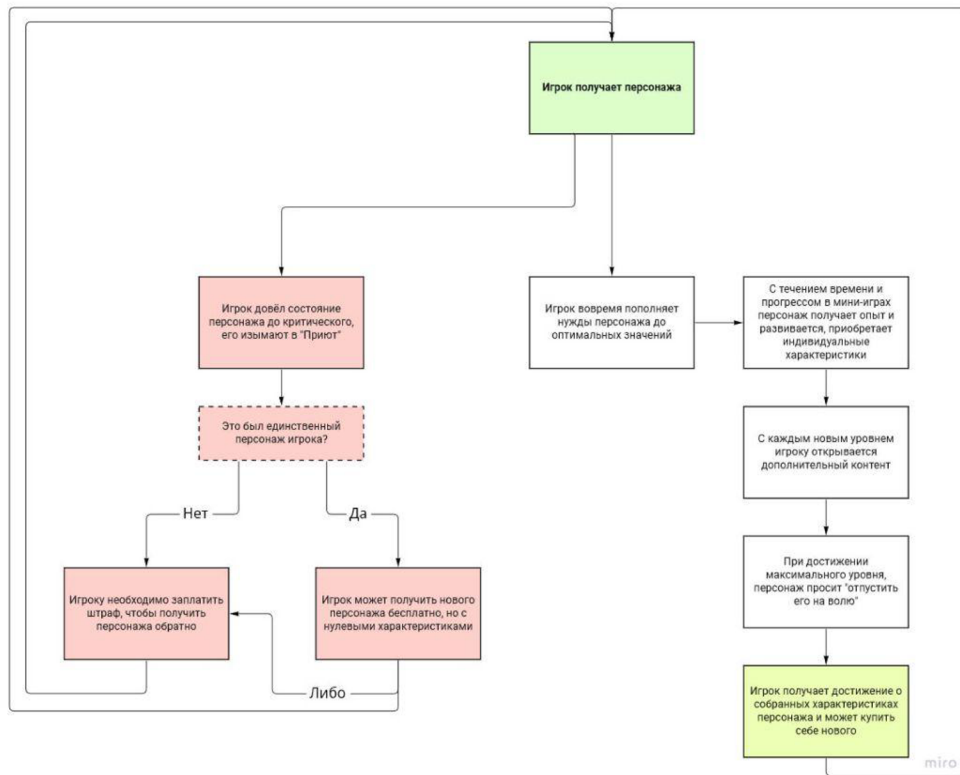 Игрок получает персонажа
Игрок довёл состояние
персонажа до критического,
его изымают в "Приют"
Игрок вовремя пополняет
нужды персонажа до
оптимальных значений
С течением времени и
прогрессом в мини-играх
персонаж получает опыт и
развивается, приобретает
индивидуальные
характеристики
Это был единственный
персонаж игрока?
С каждым новым уровнем
игроку открывается
дополнительный контент
Нет
Да
При достижении
максимального уровня,
персонаж просит "отпустить
его на волю"
Игроку необходимо заплатить
штраф, чтобы получить
персонажа обратно
Игрок может получить нового
персонажа бесплатно, но с
нулевыми характеристиками
Либо
Игрок получает достижение о
собранных характеристиках
персонажа и может купить
себе нового
miro